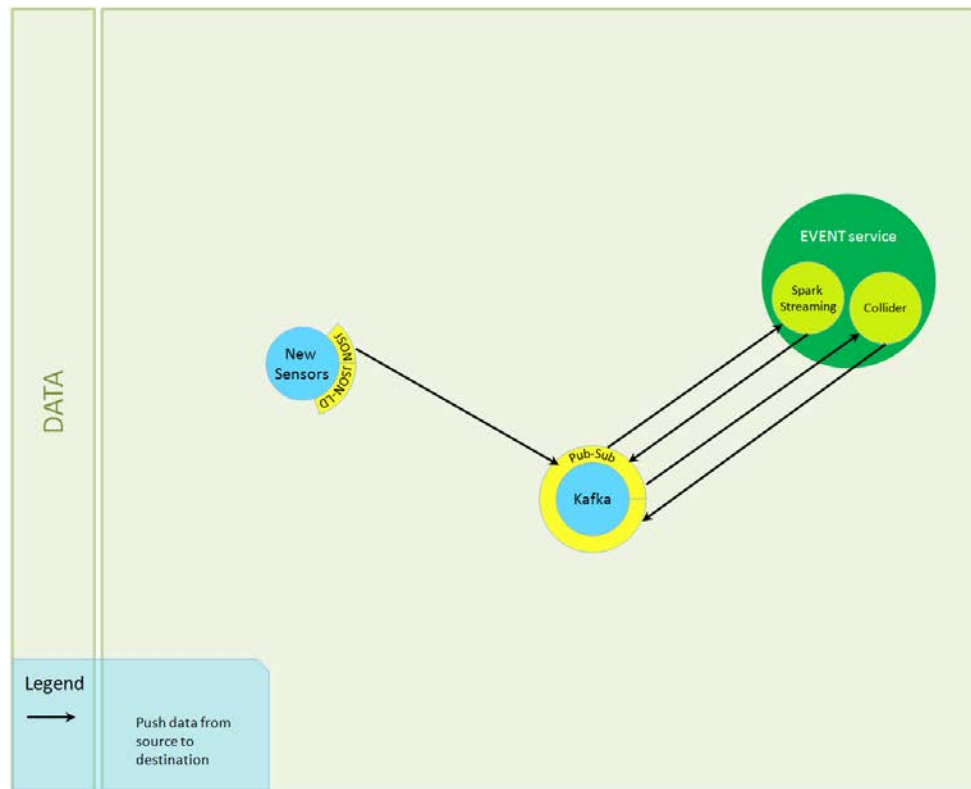 DATA
EVENT service
Spark
Streaming
Collider
New
Sensors
JSON JSON-LD
Pub-Sub
Kafka
Legend
Push data from
source to
destination